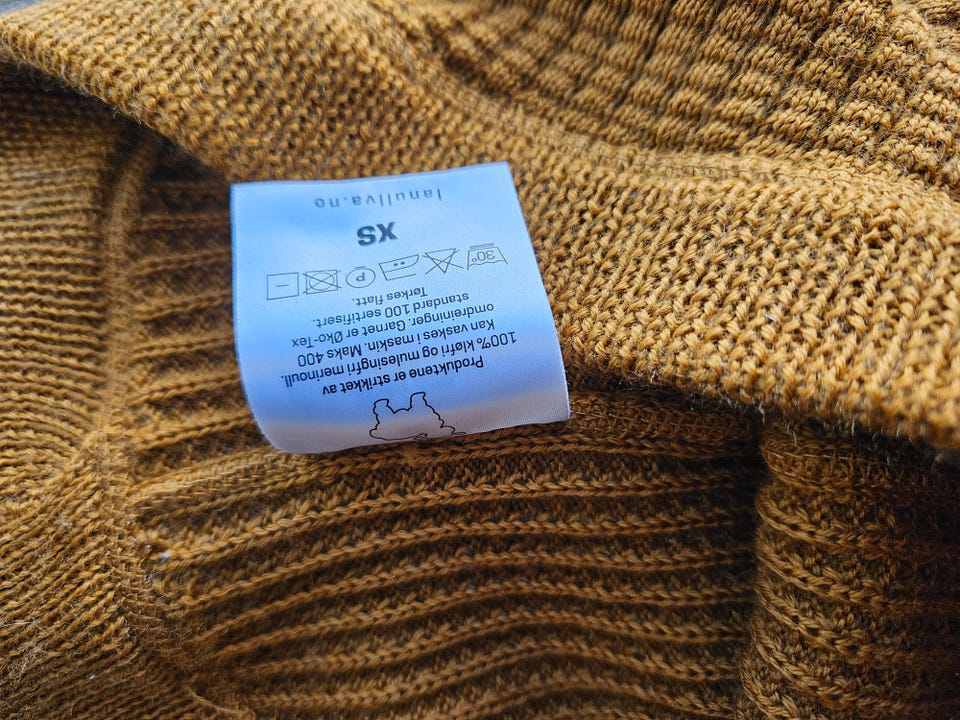 Produktene er strikket av
100% kløfri og mulesingfri merinoull.
Kan vaskes i maskin. Maks 400
omdreininger. Garnet er Øko-Tex
standard 100 sertifisert.
Tørkes flatt.
30° P
XS
lanullva.no